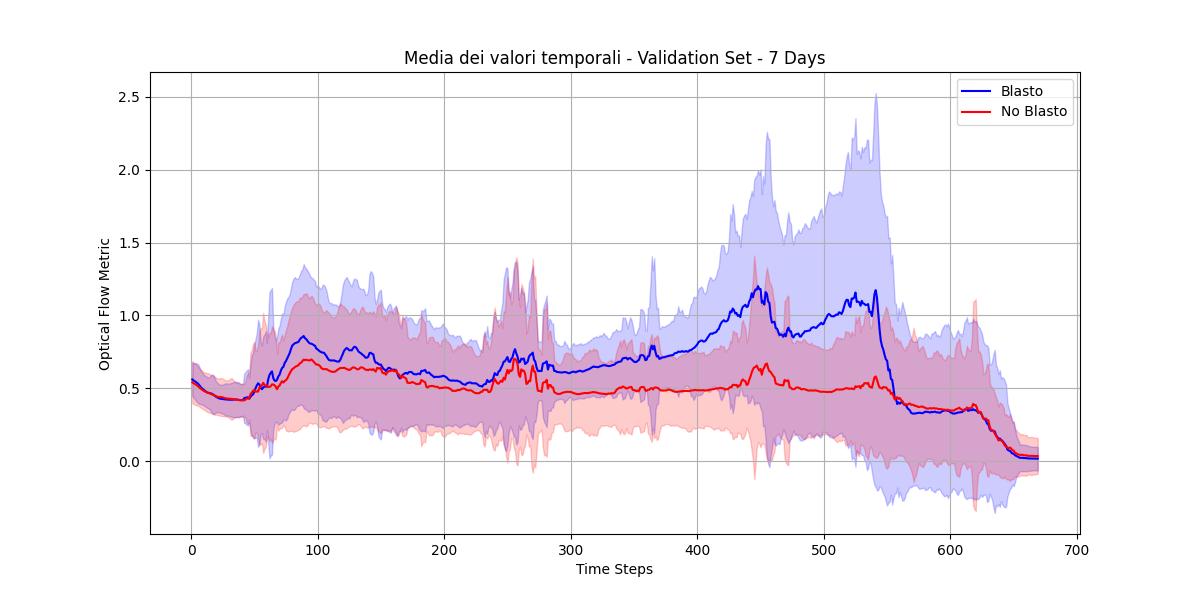 Media dei valori temporali - Validation Set - 7 Days
Blasto
No Blasto
Optical Flow Metric
2.5
2.0
1.5
1.0
0.5
0.0
0 100 200 300 400 500 600 700
Time Steps